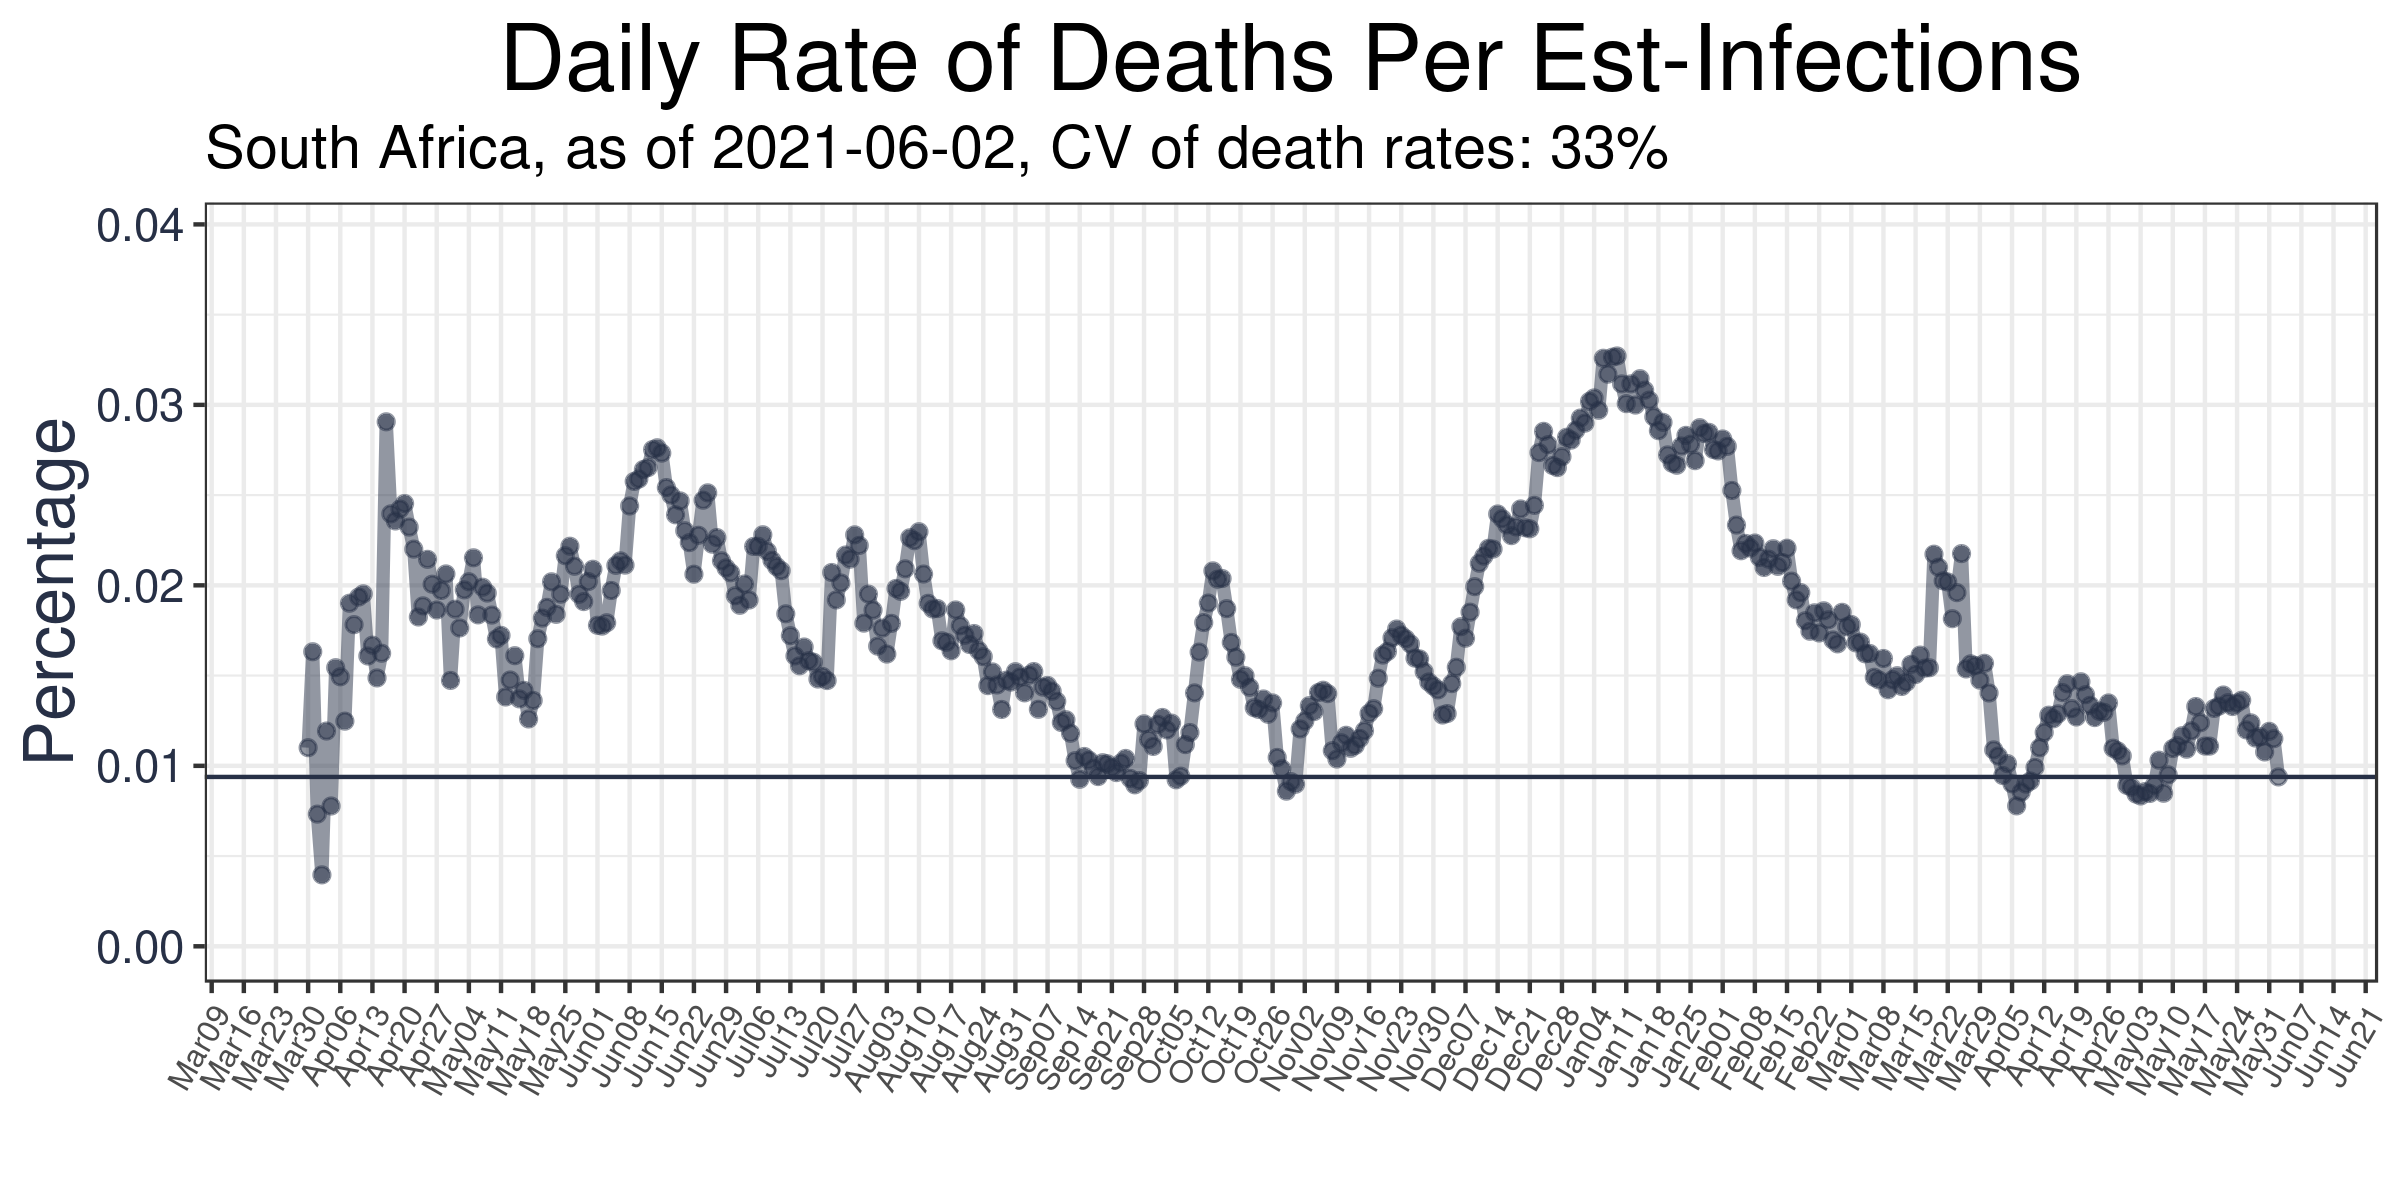 Daily Rate of Deaths Per Est-Infections
South Africa, as of 2021-06-02, CV of death rates: 33%
Percentage
0.04
0.03
0.02
0.01
0.00
Mar09
Mar16
Mar23
Mar30
Apr06
Apr13
Apr20
Apr27
May04
May11
May18
May25
Jun01
Jun08
Jun15
Jun22
Jun29
Jul06
Jul13
Jul20
Jul27
Aug03
Aug10
Aug17
Aug24
Aug31
Sep07
Sep14
Sep21
Sep28
Oct05
Oct12
Oct19
Oct26
Nov02
Nov09
Nov16
Nov23
Nov30
Dec07
Dec14
Dec21
Dec28
Jan04
Jan11
Jan18
Jan25
Feb01
Feb08
Feb15
Feb22
Mar01
Mar08
Mar15
Mar22
Mar29
Apr05
Apr12
Apr19
Apr26
May03
May10
May17
May24
May31
Jun07
Jun14
Jun21